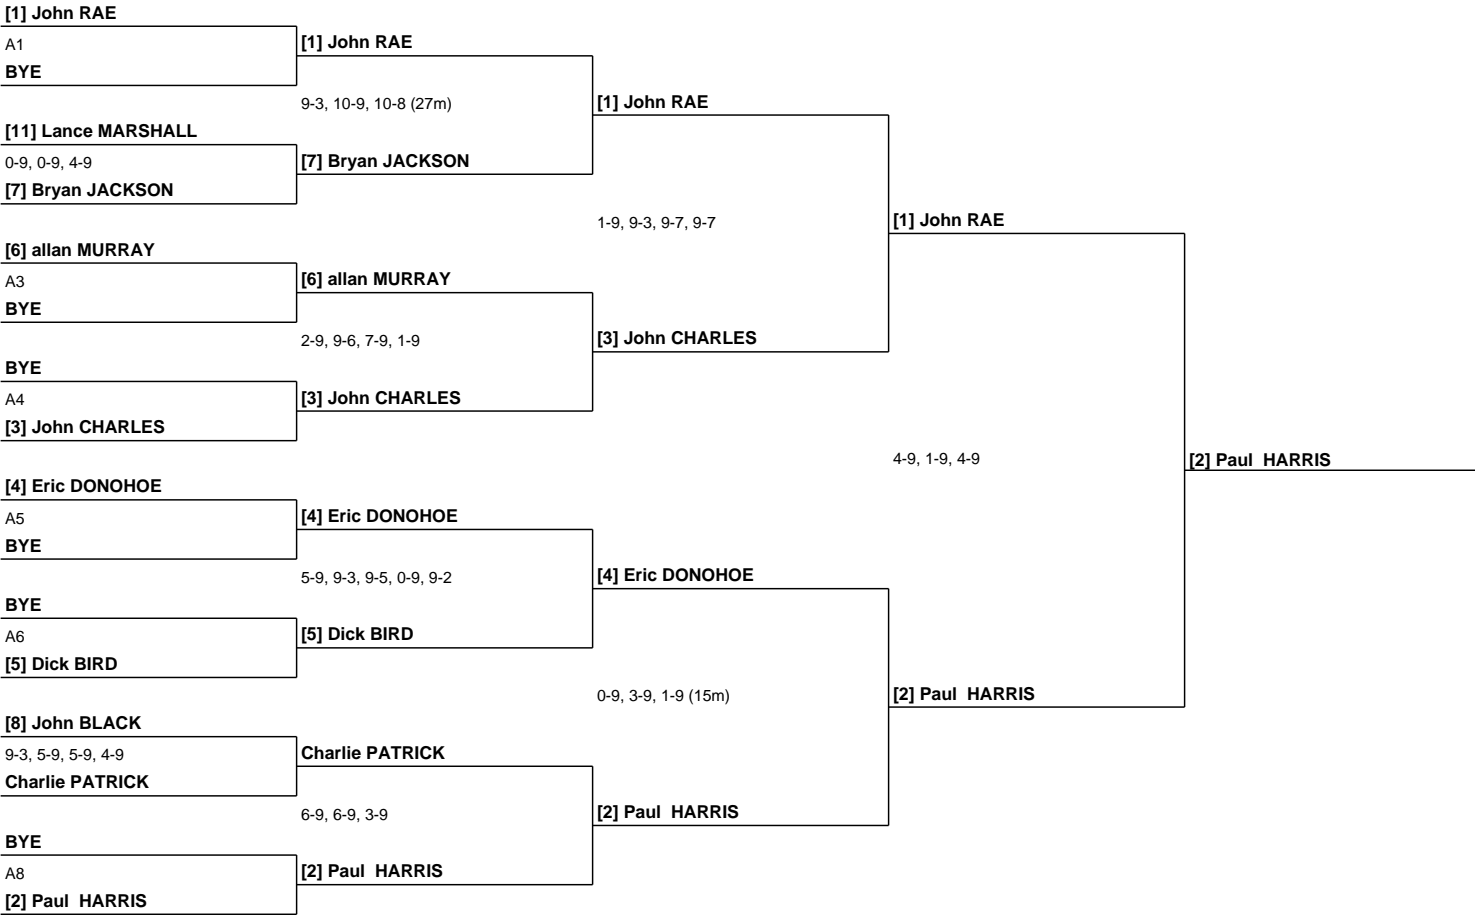 [1] John RAE
A1
BYE
[11] Lance MARSHALL
0-9, 0-9, 4-9
[7] Bryan JACKSON
[6] allan MURRAY
A3
BYE
BYE
A4
[3] John CHARLES
[4] Eric DONOHOE
A5
BYE
BYE
A6
[5] Dick BIRD
[8] John BLACK
9-3, 5-9, 5-9, 4-9
Charlie PATRICK
BYE
A8
[2] Paul  HARRIS
[1] John RAE
9-3, 10-9, 10-8 (27m)
[7] Bryan JACKSON
[6] allan MURRAY
2-9, 9-6, 7-9, 1-9
[3] John CHARLES
[4] Eric DONOHOE
5-9, 9-3, 9-5, 0-9, 9-2
[5] Dick BIRD
Charlie PATRICK
6-9, 6-9, 3-9
[2] Paul  HARRIS
[1] John RAE
1-9, 9-3, 9-7, 9-7
[3] John CHARLES
[4] Eric DONOHOE
0-9, 3-9, 1-9 (15m)
[2] Paul  HARRIS
[1] John RAE
4-9, 1-9, 4-9
[2] Paul  HARRIS
[2] Paul  HARRIS